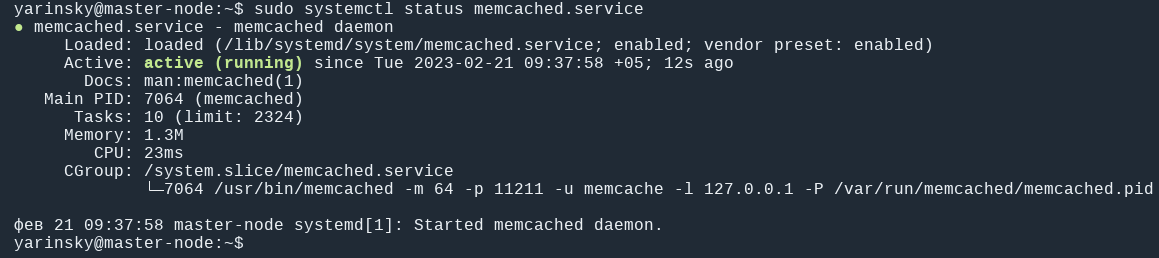 yarinsky@master-node:~$ sudo systemctl status memcached.service
● memcached.service - memcached daemon
     Loaded: loaded (/lib/systemd/system/memcached.service; enabled; vendor preset: enabled)
     Active: active (running) since Tue 2023-02-21 09:37:58 +05; 12s ago
       Docs: man:memcached(1)
   Main PID: 7064 (memcached)
      Tasks: 10 (limit: 2324)
     Memory: 1.3M
        CPU: 23ms
     CGroup: /system.slice/memcached.service
             └─7064 /usr/bin/memcached -m 64 -p 11211 -u memcache -l 127.0.0.1 -P /var/run/memcached/memcached.pid

фев 21 09:37:58 master-node systemd[1]: Started memcached daemon.
yarinsky@master-node:~$